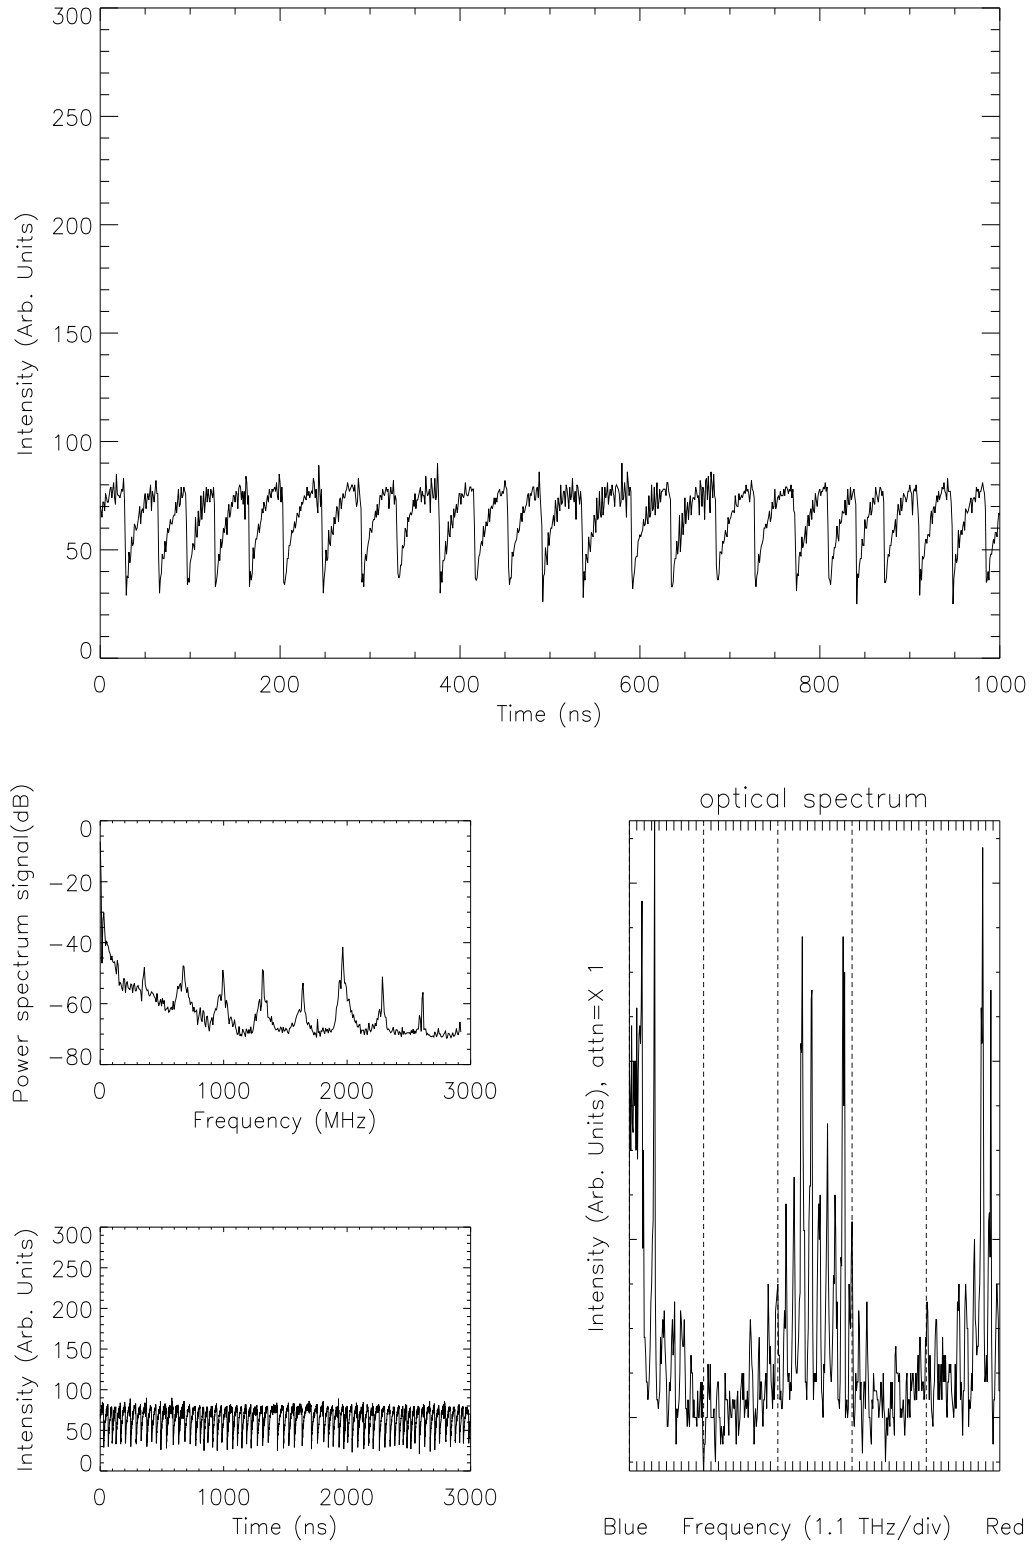 300
250
200
150
100
50
0
Intensity (Arb. Units)
0 200 400 600 800 1000
Time (ns)
Power spectrum signal(dB)
0
−20
−40
−60
−80
0 1000 2000 3000
Frequency (MHz)
Intensity (Arb. Units)
300
250
200
150
100
50
0
0 1000 2000 3000
Time (ns)
optical spectrum
Intensity (Arb. Units), attn=X 1
Blue Frequency (1.1 THz/div) Red